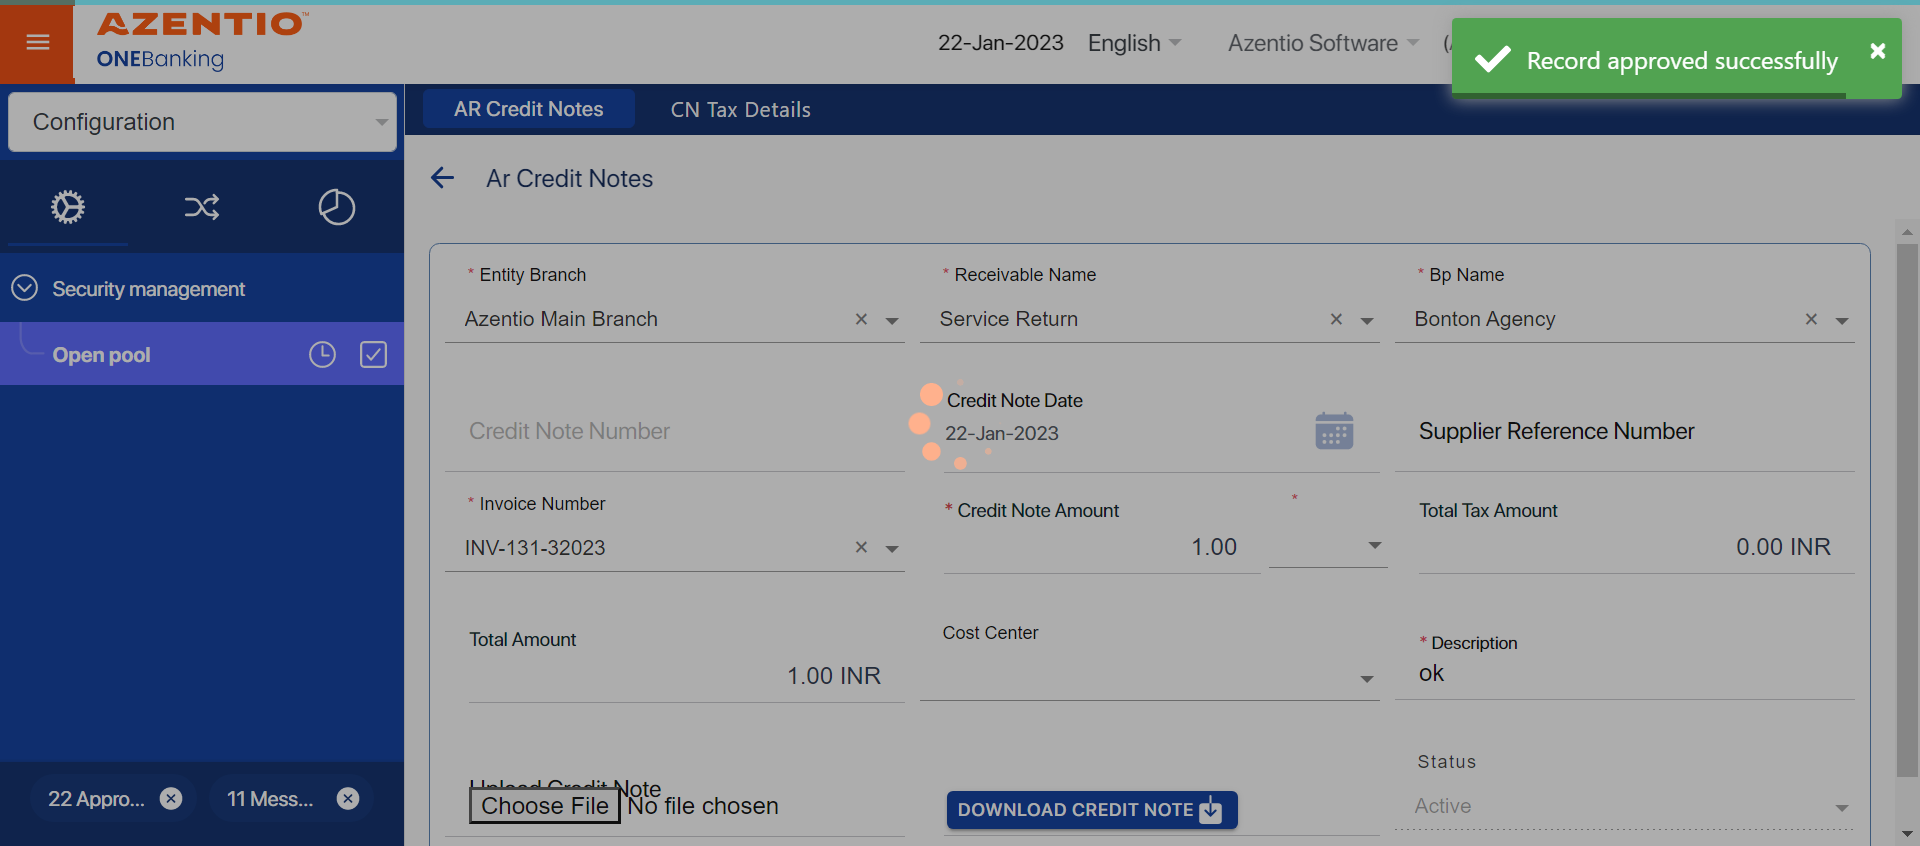 AZENTIO™
ONEBanking
22-Jan-2023
English
Azentio Software
Record approved successfully
Configuration
AR Credit Notes
CN Tax Details
Ar Credit Notes
Security management
Open pool
* Entity Branch
Azentio Main Branch
* Receivable Name
Service Return
* Bp Name
Bonton Agency
Credit Note Number
Credit Note Date
22-Jan-2023
Supplier Reference Number
* Invoice Number
INV-131-32023
* Credit Note Amount
1.00
*
Total Tax Amount
0.00 INR
Total Amount
1.00 INR
Cost Center
* Description
ok
Upload Credit Note
Choose File No file chosen
DOWNLOAD CREDIT NOTE
Status
Active
22 Appro...
11 Mess...